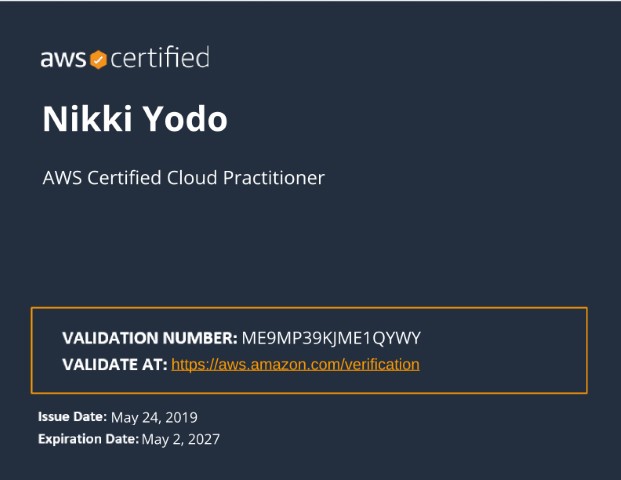 aws certified
Nikki Yodo
AWS Certified Cloud Practitioner
VALIDATION NUMBER: ME9MP39KJME1QYWY
VALIDATE AT: https://aws.amazon.com/verification
Issue Date: May 24, 2019
Expiration Date: May 2, 2027